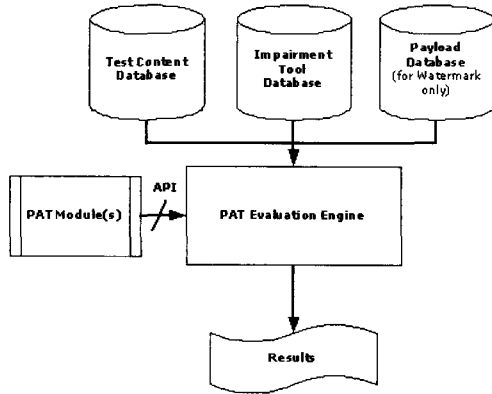 Test Content
Database
Impairment
Tool
Database
Payload
Database
(for Watermark
only)
API
PAT Module(s)
PAT Evaluation Engine
Results